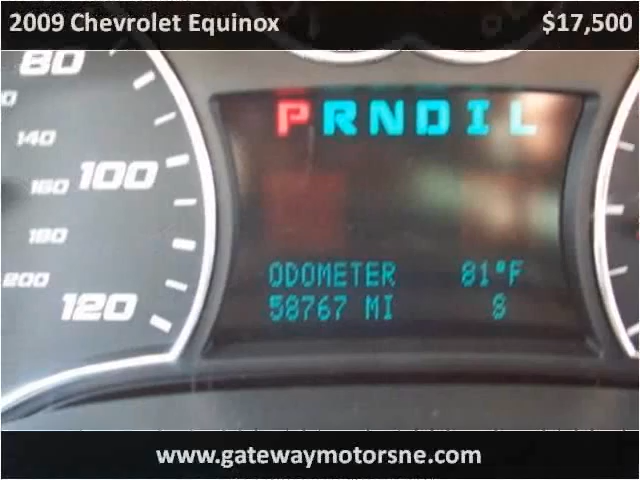 2009 Chevrolet Equinox $17,500
80
140
100
160
180
200
120
P R N D I L
ODOMETER 81°F
58767 MI 8
www.gatewaymotorsne.com